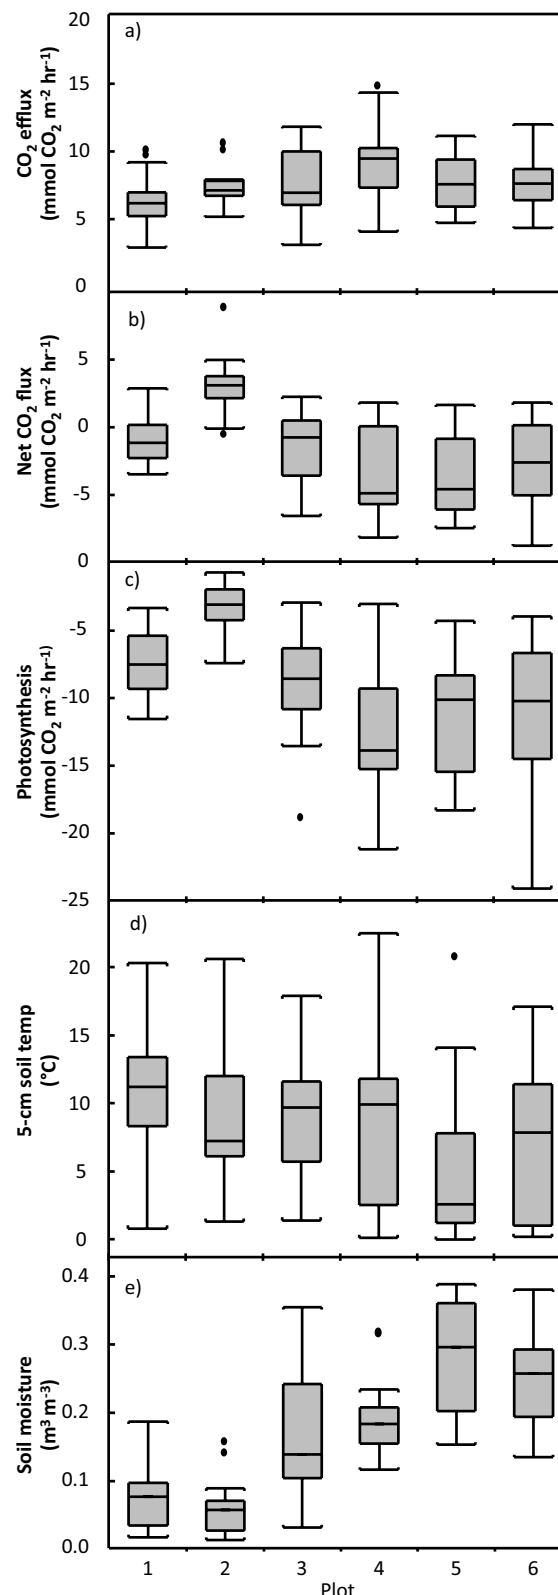 a)
CO₂ efflux
(mmol CO₂ m⁻² hr⁻¹)
20
15
10
5
0
b)
Net CO₂ flux
(mmol CO₂ m⁻² hr⁻¹)
5
0
-5
0
c)
Photosynthesis
(mmol CO₂ m⁻² hr⁻¹)
-5
-10
-15
-20
-25
d)
5-cm soil temp
(°C)
20
15
10
5
0
e)
Soil moisture
(m³ m⁻³)
0.4
0.3
0.2
0.1
0.0
1 2 3 4 5 6
Plot